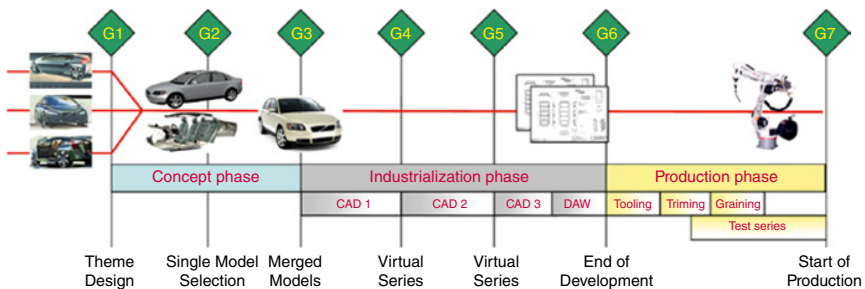 G1 G2 G3 G4 G5 G6 G7
Concept phase Industrialization phase Production phase
CAD 1 CAD 2 CAD 3 DAW Tooling Triming Graining
Test series
Theme Single Model Merged Virtual Virtual End of Start of
Design Selection Models Series Series Development Production